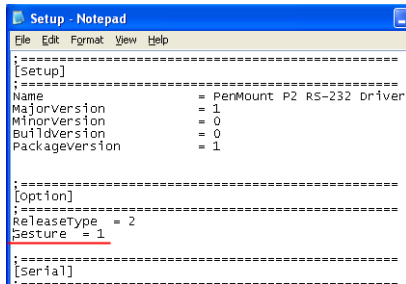 Setup - Notepad
File Edit Format View Help
;================================================
[Setup]
;================================================
Name = PenMount P2 RS-232 Driver
MajorVersion = 1
MinorVersion = 0
BuildVersion = 0
PackageVersion = 1
;================================================
[Option]
;================================================
ReleaseType = 2
;Gesture = 1
;================================================
[Serial]
;================================================